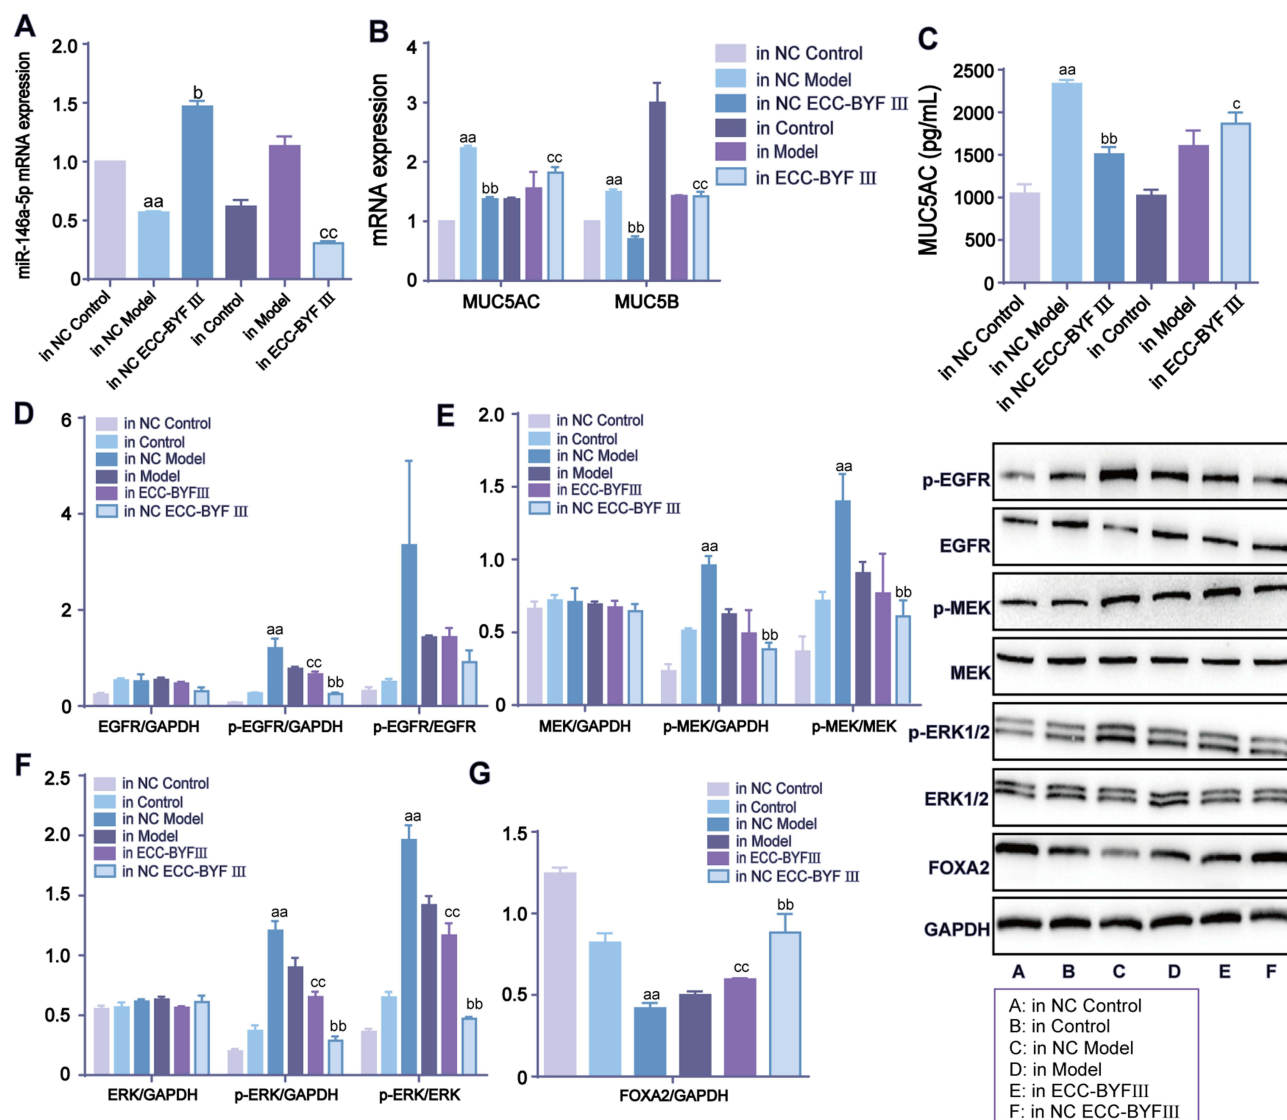 A
miR-146a-5p mRNA expression
2.0
1.5
1.0
0.5
0
aa
b
cc
in NC Control
in NC Model
in NC ECC-BYF III
in Control
in Model
in ECC-BYF III
B
mRNA expression
4
3
2
1
0
aa
bb
cc
aa
bb
cc
MUC5AC
MUC5B
in NC Control
in NC Model
in NC ECC-BYF III
in Control
in Model
in ECC-BYF III
C
MUC5AC (pg/mL)
2500
2000
1500
1000
500
0
aa
bb
c
in NC Control
in NC Model
in NC ECC-BYF III
in Control
in Model
in ECC-BYF III
D
6
4
2
0
in NC Control
in Control
in NC Model
in Model
in ECC-BYFIII
in NC ECC-BYF III
aa
cc
bb
EGFR/GAPDH
p-EGFR/GAPDH
p-EGFR/EGFR
E
2.0
1.5
1.0
0.5
0
in NC Control
in Control
in NC Model
in Model
in ECC-BYFIII
in NC ECC-BYF III
aa
bb
aa
bb
MEK/GAPDH
p-MEK/GAPDH
p-MEK/MEK
F
2.5
2.0
1.5
1.0
0.5
0
in NC Control
in Control
in NC Model
in Model
in ECC-BYFIII
in NC ECC-BYF III
aa
cc
bb
aa
cc
bb
ERK/GAPDH
p-ERK/GAPDH
p-ERK/ERK
G
1.5
1.0
0.5
0
in NC Control
in Control
in NC Model
in Model
in ECC-BYFIII
in NC ECC-BYF III
aa
cc
bb
FOXA2/GAPDH
p-EGFR
EGFR
p-MEK
MEK
p-ERK1/2
ERK1/2
FOXA2
GAPDH
A B C D E F
A: in NC Control
B: in Control
C: in NC Model
D: in Model
E: in ECC-BYFIII
F: in NC ECC-BYFIII